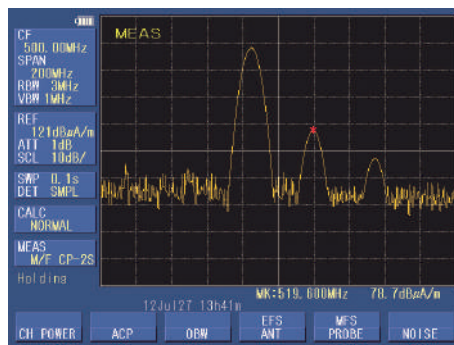 MEAS
CF
500.00MHz
SPAN
200MHz
RBW 3MHz
VBW 1MHz
REF
121dBµA/m
ATT 1dB
SCL 10dB/
SWP 0.1s
DET SMPL
CALC
NORMAL
MEAS
M/F CP-2S
Holding
MK:519.600MHz 78.7dBµA/m
12Jul27 13h41m
CH POWER
ACP
OBW
EFS
ANT
MFS
PROBE
NOISE